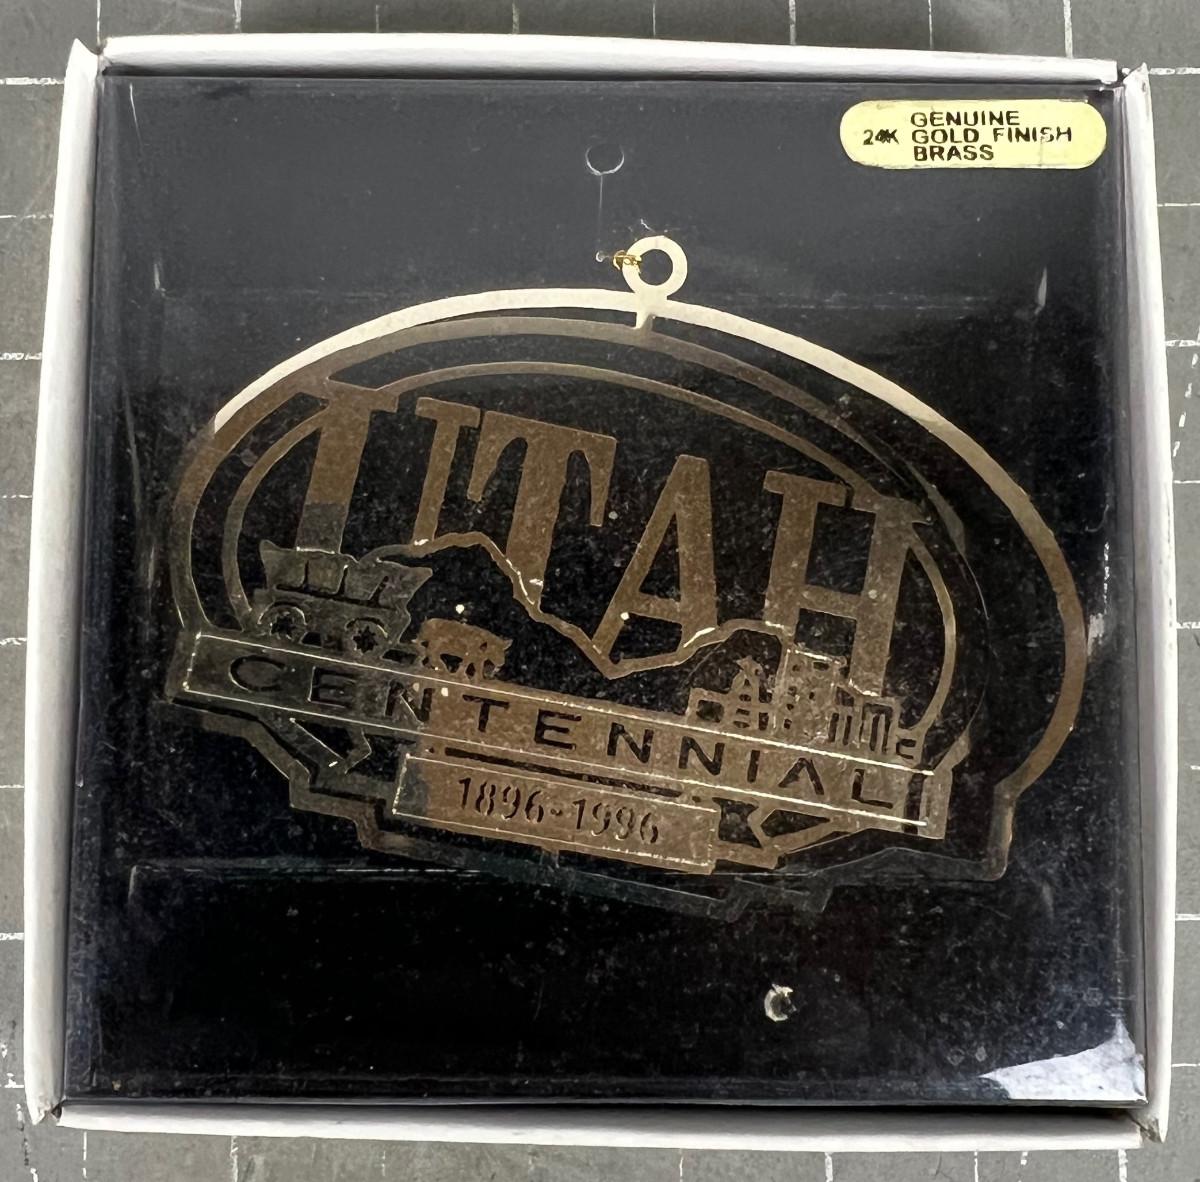 24K GENUINE
GOLD FINISH
BRASS
UTAH
CENTENNIAL
1896-1996